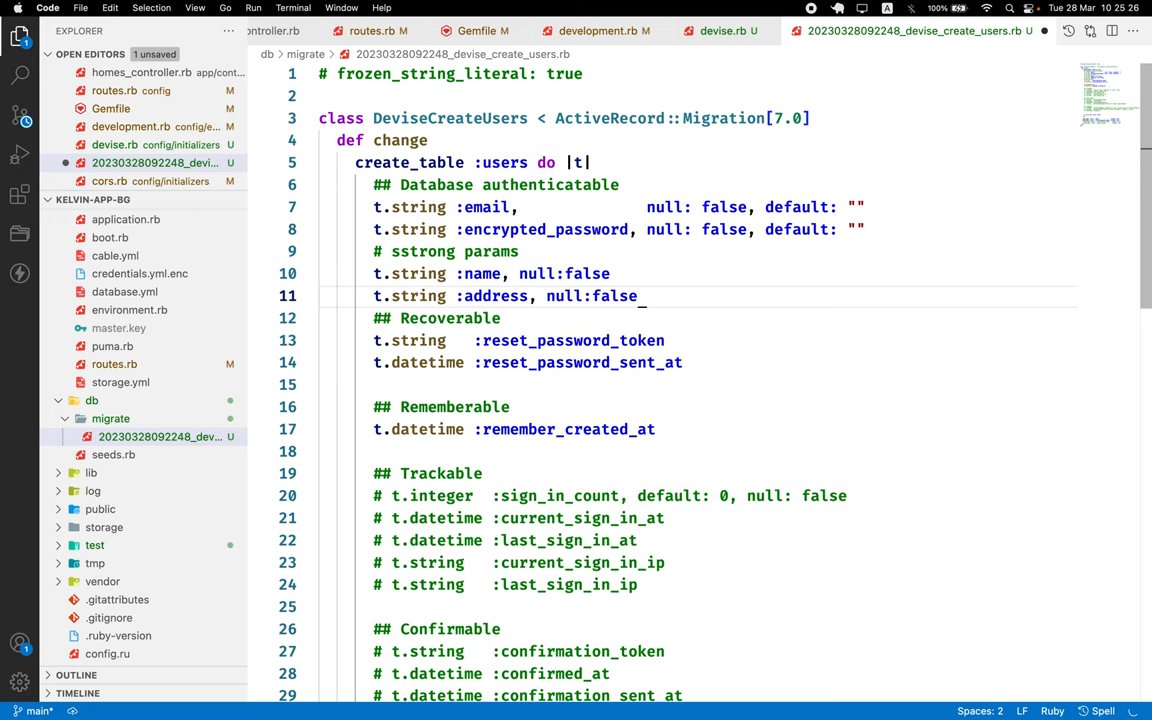 Code File Edit Selection View Go Run Terminal Window Help A 100% Tue 28 Mar 10 25 26
EXPLORER
ontroller.rb routes.rb M Gemfile M development.rb M devise.rb U 20230328092248_devise_create_users.rb U
OPEN EDITORS 1 unsaved
homes_controller.rb app/cont...
routes.rb config M
Gemfile M
development.rb config/e... M
devise.rb config/initializers U
20230328092248_devi... U
cors.rb config/initializers M
KELVIN-APP-BG
application.rb
boot.rb
cable.yml
credentials.yml.enc
database.yml
environment.rb
master.key
puma.rb
routes.rb M
storage.yml
db
migrate
20230328092248_dev... U
seeds.rb
lib
log
public
storage
test
tmp
vendor
.gitattributes
.gitignore
.ruby-version
config.ru
OUTLINE
TIMELINE
db > migrate > 20230328092248_devise_create_users.rb
1 # frozen_string_literal: true
2
3 class DeviseCreateUsers < ActiveRecord::Migration[7.0]
4 def change
5 create_table :users do |t|
6 ## Database authenticatable
7 t.string :email, null: false, default: ""
8 t.string :encrypted_password, null: false, default: ""
9 # sstrong params
10 t.string :name, null:false
11 t.string :address, null:false_
12 ## Recoverable
13 t.string :reset_password_token
14 t.datetime :reset_password_sent_at
15
16 ## Rememberable
17 t.datetime :remember_created_at
18
19 ## Trackable
20 # t.integer :sign_in_count, default: 0, null: false
21 # t.datetime :current_sign_in_at
22 # t.datetime :last_sign_in_at
23 # t.string :current_sign_in_ip
24 # t.string :last_sign_in_ip
25
26 ## Confirmable
27 # t.string :confirmation_token
28 # t.datetime :confirmed_at
29 # t.datetime :confirmation_sent_at
1
1
main* Spaces: 2 LF Ruby Spell